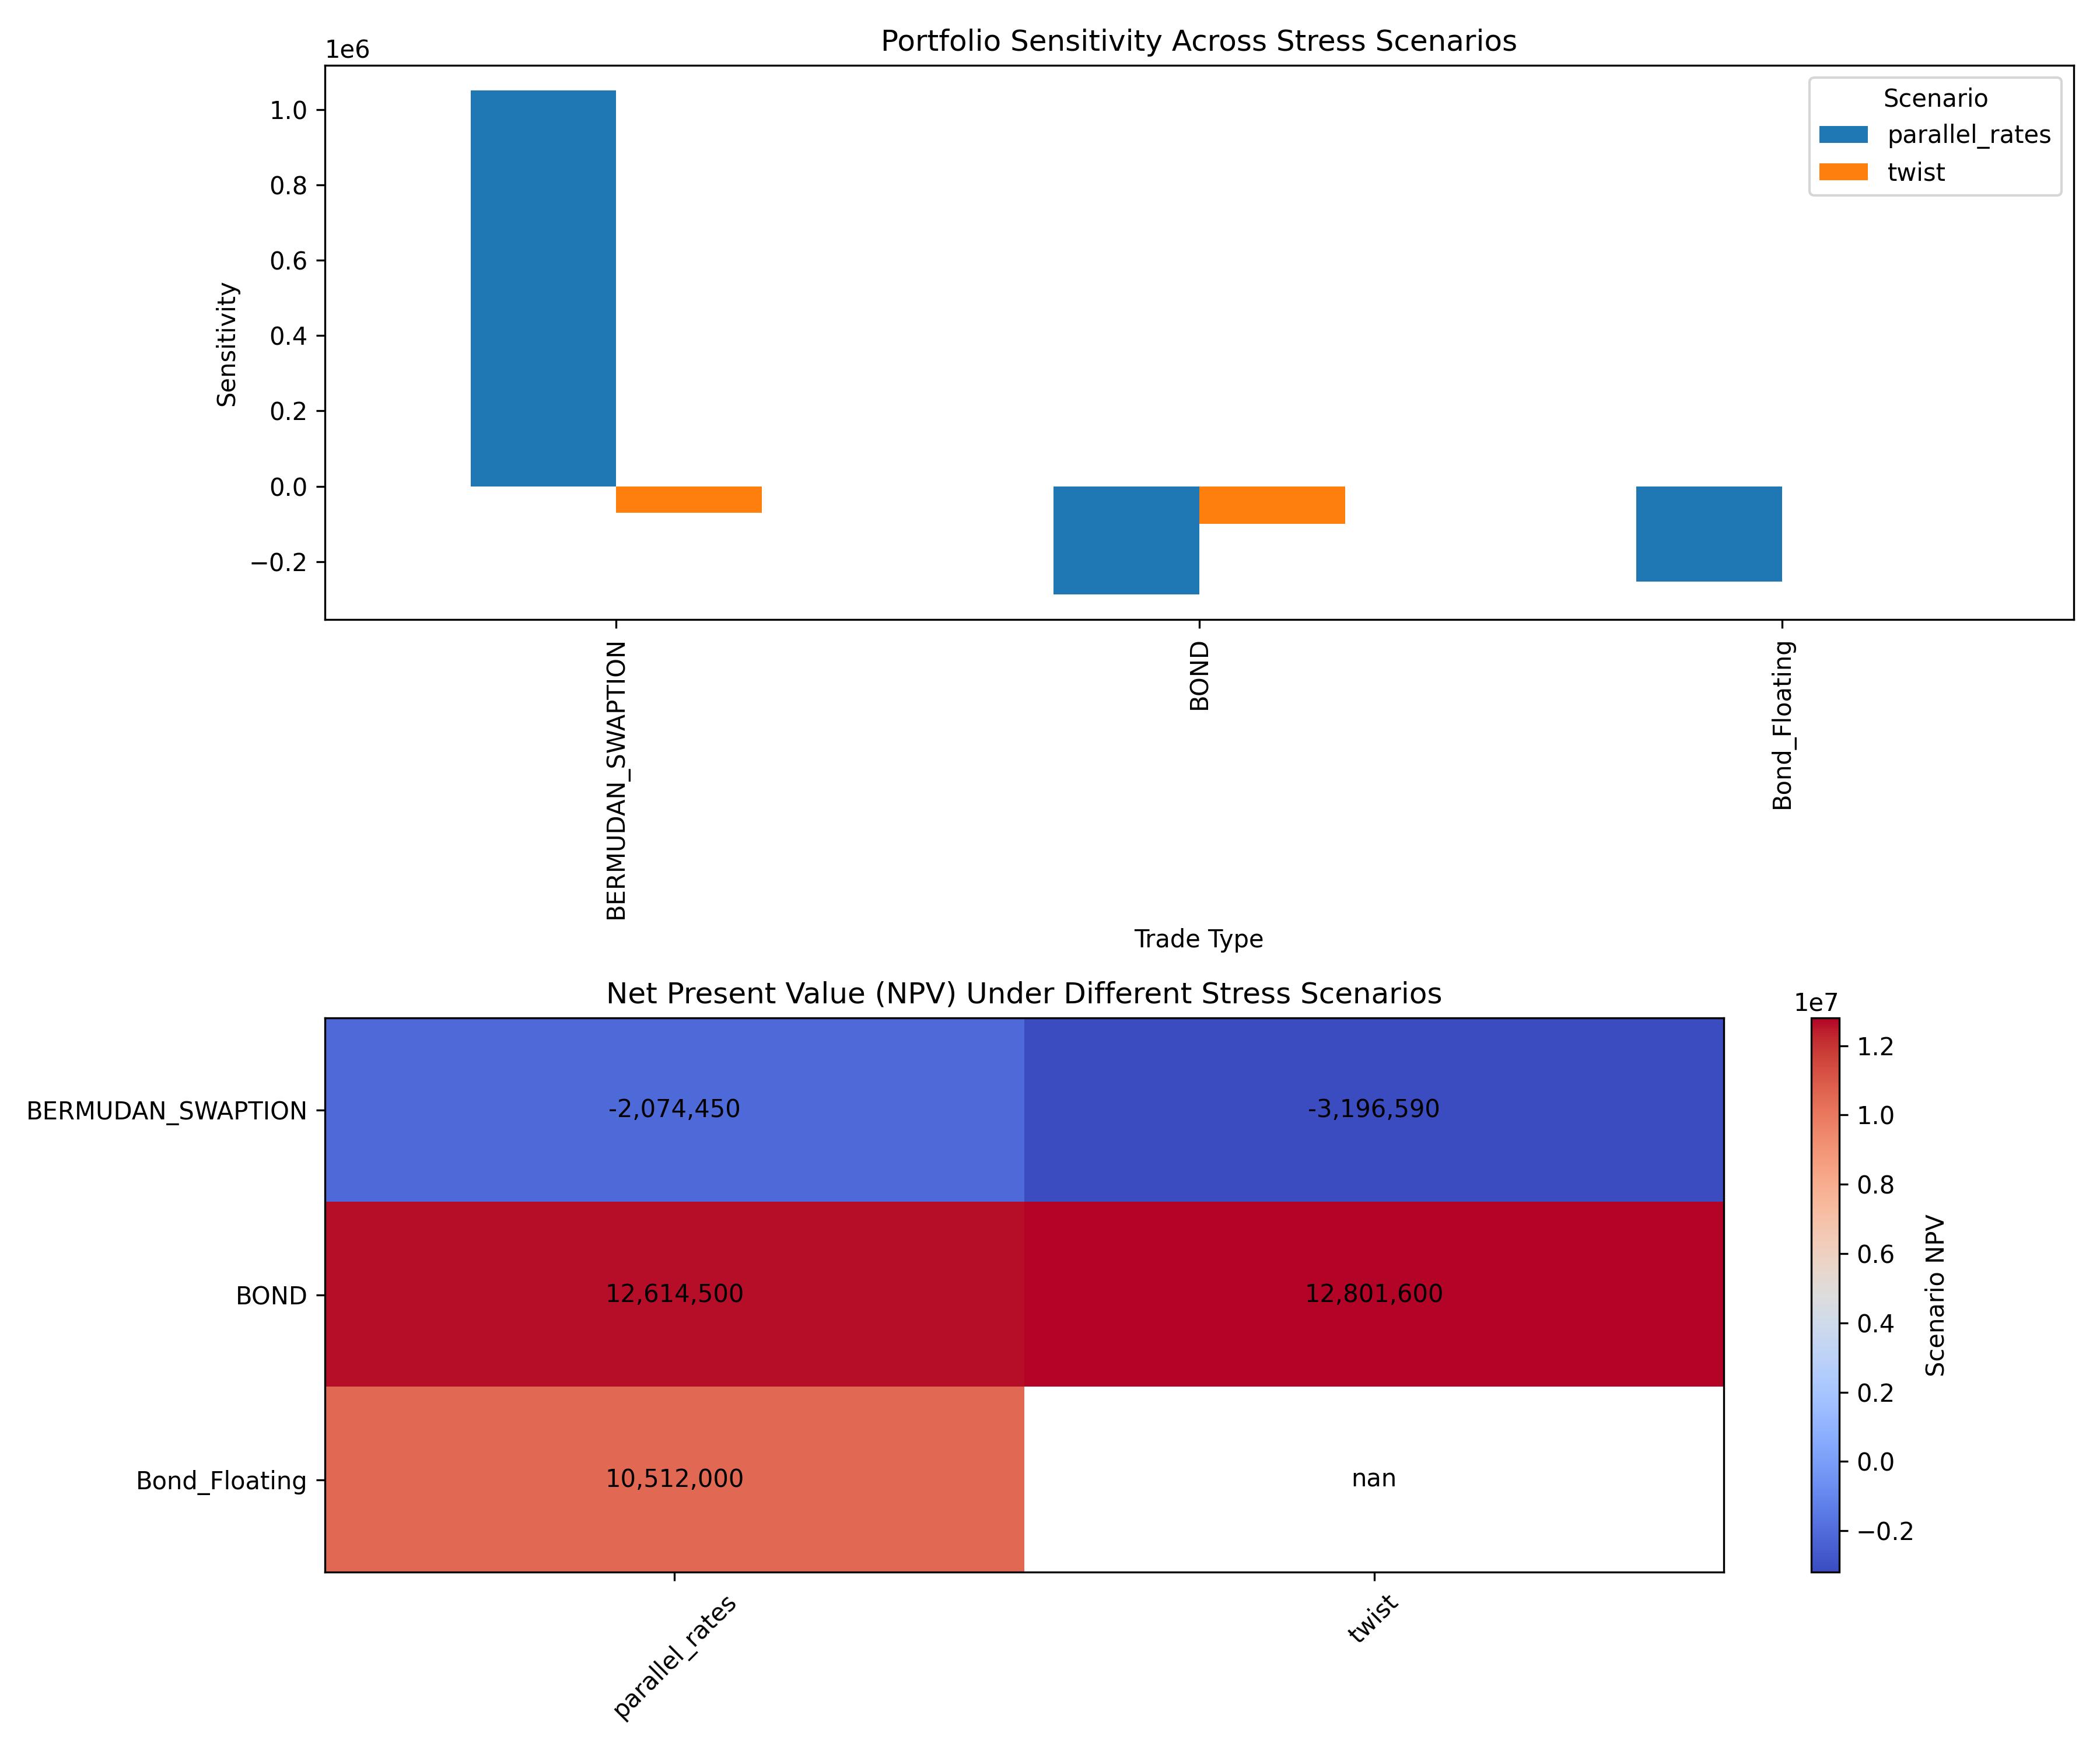 Portfolio Sensitivity Across Stress Scenarios
1e6
Scenario
parallel_rates
twist
1.0
0.8
0.6
0.4
0.2
0.0
−0.2
Sensitivity
BERMUDAN_SWAPTION
BOND
Bond_Floating
Trade Type
Net Present Value (NPV) Under Different Stress Scenarios
1e7
BERMUDAN_SWAPTION
-2,074,450
-3,196,590
BOND
12,614,500
12,801,600
Bond_Floating
10,512,000
nan
parallel_rates
twist
1.2
1.0
0.8
0.6
0.4
0.2
0.0
−0.2
Scenario NPV